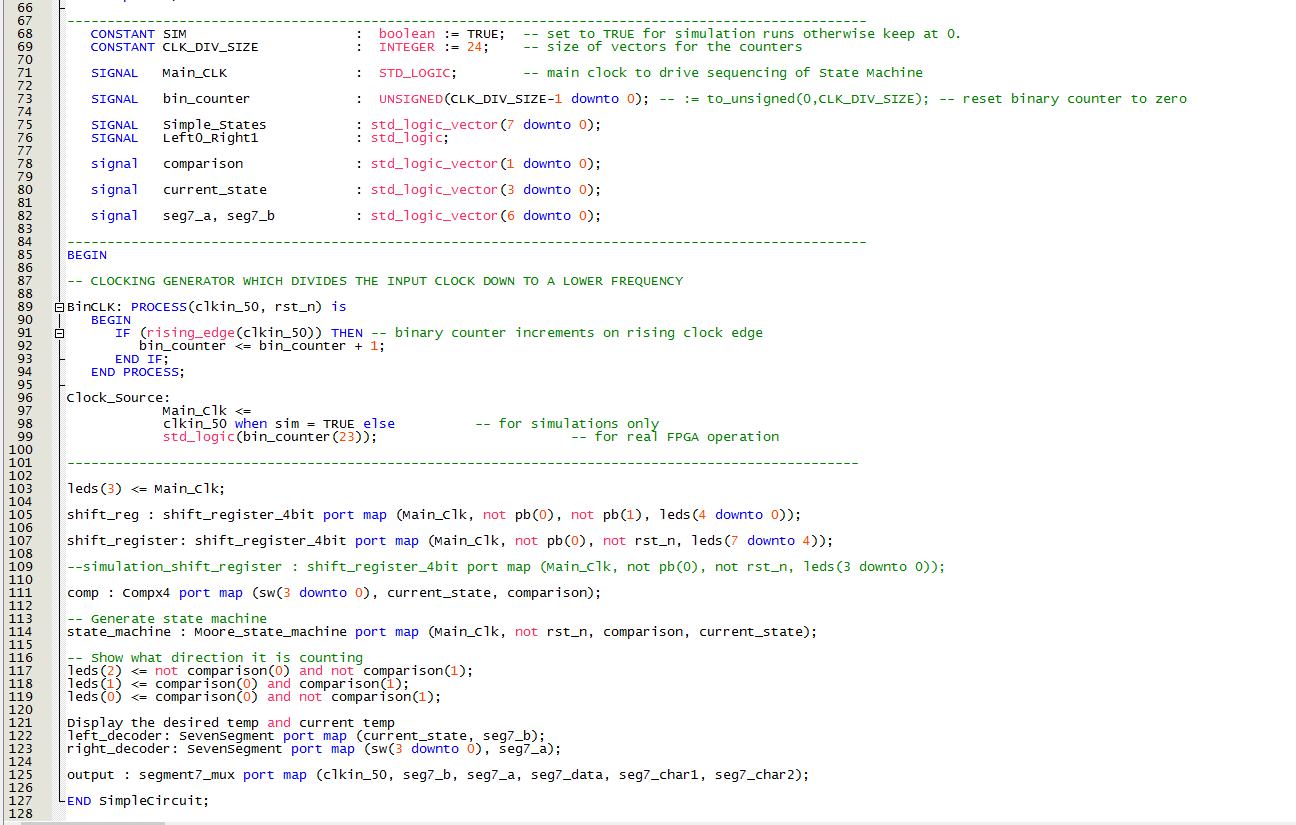 66
67 ----------------------------------------------------------------------------------------------------
68 CONSTANT SIM : boolean := TRUE; -- set to TRUE for simulation runs otherwise keep at 0.
69 CONSTANT CLK_DIV_SIZE : INTEGER := 24; -- size of vectors for the counters
70
71 SIGNAL Main_CLK : STD_LOGIC; -- main clock to drive sequencing of State Machine
72
73 SIGNAL bin_counter : UNSIGNED(CLK_DIV_SIZE-1 downto 0); -- := to_unsigned(0,CLK_DIV_SIZE); -- reset binary counter to zero
74
75 SIGNAL Simple_States : std_logic_vector(7 downto 0);
76 SIGNAL Left0_Right1 : std_logic;
77
78 signal comparison : std_logic_vector(1 downto 0);
79
80 signal current_state : std_logic_vector(3 downto 0);
81
82 signal seg7_a, seg7_b : std_logic_vector(6 downto 0);
83
84 ----------------------------------------------------------------------------------------------------
85 BEGIN
86
87 -- CLOCKING GENERATOR WHICH DIVIDES THE INPUT CLOCK DOWN TO A LOWER FREQUENCY
88
89 BinCLK: PROCESS(clkin_50, rst_n) is
90 BEGIN
91 IF (rising_edge(clkin_50)) THEN -- binary counter increments on rising clock edge
92 bin_counter <= bin_counter + 1;
93 END IF;
94 END PROCESS;
95
96 Clock_Source:
97 Main_Clk <=
98 clkin_50 when sim = TRUE else -- for simulations only
99 std_logic(bin_counter(23)); -- for real FPGA operation
100
101 ---------------------------------------------------------------------------------------------------
102
103 leds(3) <= Main_Clk;
104
105 shift_reg : shift_register_4bit port map (Main_Clk, not pb(0), not pb(1), leds(4 downto 0));
106
107 shift_register: shift_register_4bit port map (Main_Clk, not pb(0), not rst_n, leds(7 downto 4));
108
109 --simulation_shift_register : shift_register_4bit port map (Main_Clk, not pb(0), not rst_n, leds(3 downto 0));
110
111 comp : Compx4 port map (sw(3 downto 0), current_state, comparison);
112
113 -- Generate state machine
114 state_machine : Moore_state_machine port map (Main_Clk, not rst_n, comparison, current_state);
115
116 -- Show what direction it is counting
117 leds(2) <= not comparison(0) and not comparison(1);
118 leds(1) <= comparison(0) and comparison(1);
119 leds(0) <= comparison(0) and not comparison(1);
120
121 Display the desired temp and current temp
122 left_decoder: SevenSegment port map (current_state, seg7_b);
123 right_decoder: SevenSegment port map (sw(3 downto 0), seg7_a);
124
125 output : segment7_mux port map (clkin_50, seg7_b, seg7_a, seg7_data, seg7_char1, seg7_char2);
126
127 END SimpleCircuit;
128